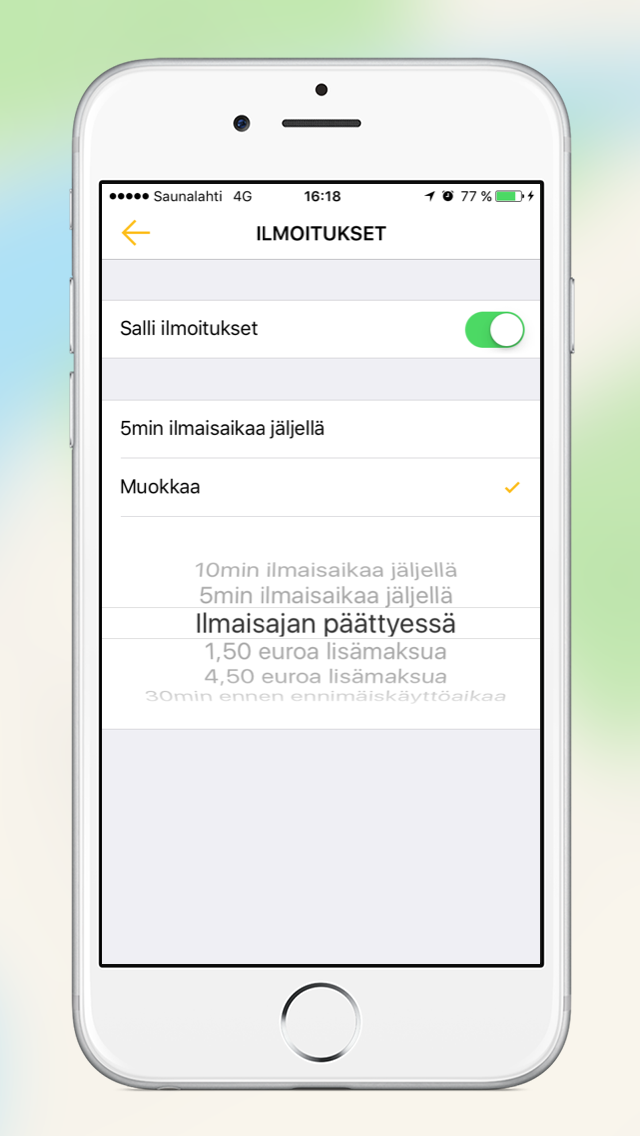 Saunalahti 4G 16:18 77 %
ILMOITUKSET
Salli ilmoitukset
5min ilmaisaikaa jäljellä
Muokkaa
10min ilmaisaikaa jäljellä
5min ilmaisaikaa jäljellä
Ilmaisajan päättyessä
1,50 euroa lisämaksua
4,50 euroa lisämaksua
30min ennen ennimäiskäyttöaikaa